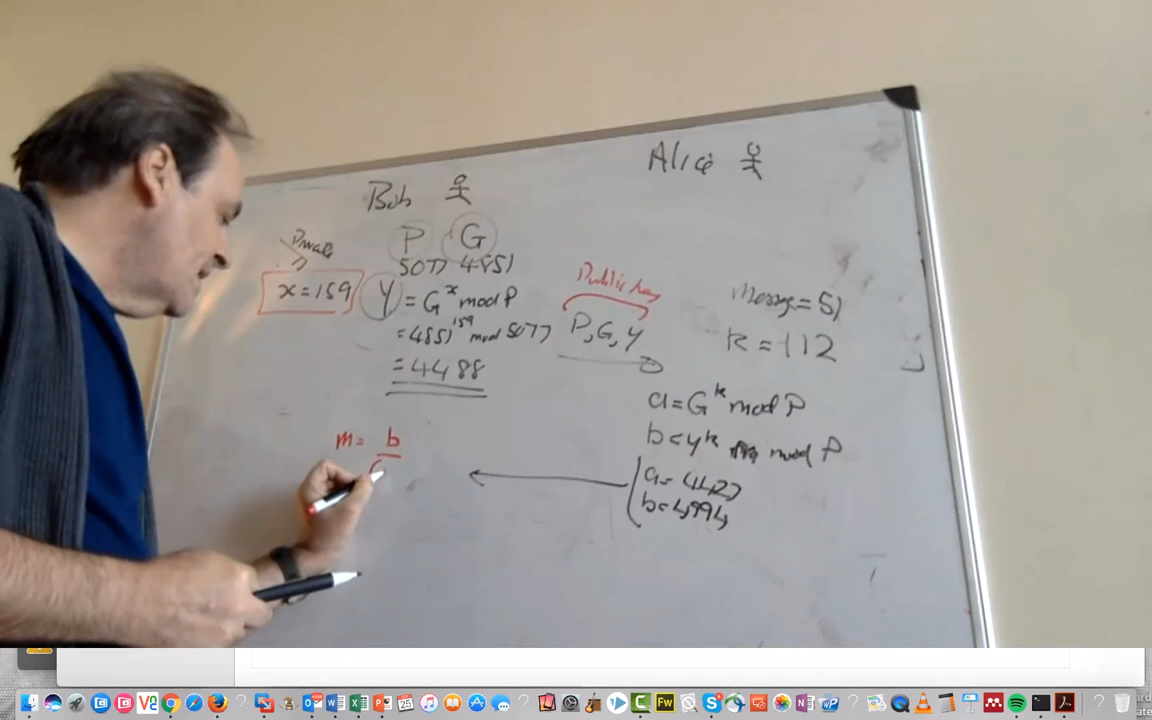 Bob
Alice
P G
5077 4851
Private
x = 159
Y = G^x mod P
= 4851^159 mod 5077
= 4488
Public key
P, G, Y
Message = 51
k = 112
a = G^k mod P
b = y^k mod P
b = 4994
m = b